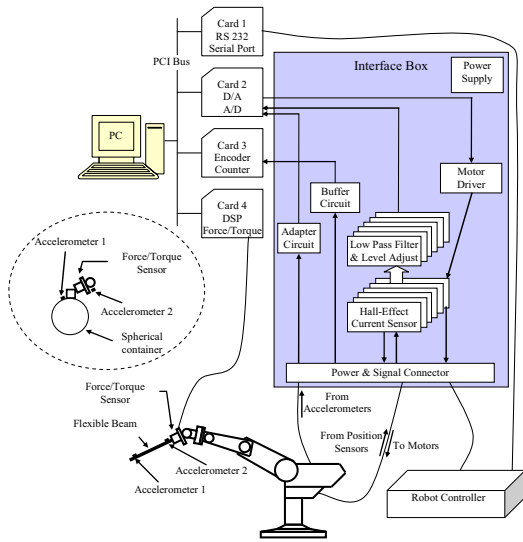 Card 1
RS 232
Serial Port
PCI Bus
Interface Box
Power
Supply
Card 2
D/A
A/D
PC
Card 3
Encoder
Counter
Motor
Driver
Buffer
Circuit
Card 4
DSP
Force/Torque
Adapter
Circuit
Low Pass Filter
& Level Adjust
Accelerometer 1
Force/Torque
Sensor
Accelerometer 2
Spherical
container
Hall-Effect
Current Sensor
Power & Signal Connector
Force/Torque
Sensor
From
Accelerometers
Flexible Beam
From Position
Sensors
To Motors
Accelerometer 2
Accelerometer 1
Robot Controller